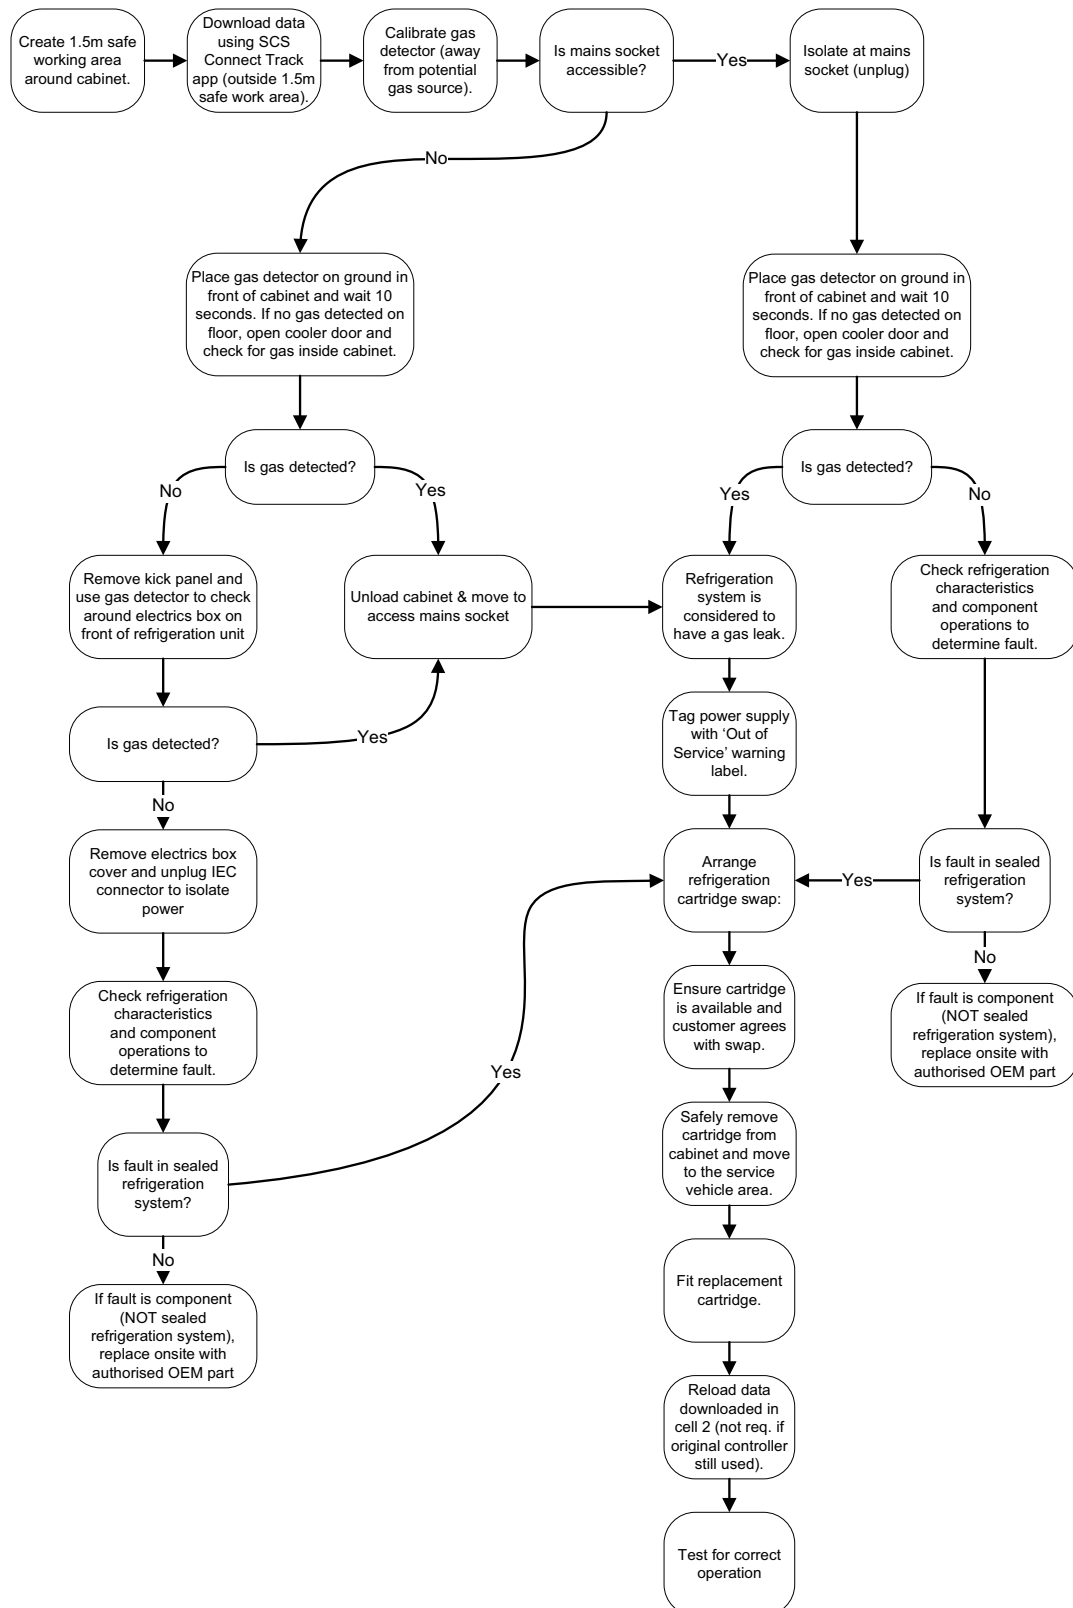 Create 1.5m safe
working area
around cabinet.
Download data
using SCS
Connect Track
app (outside 1.5m
safe work area).
Calibrate gas
detector (away
from potential
gas source).
Is mains socket
accessible?
Yes
Isolate at mains
socket (unplug)
No
Place gas detector on ground in
front of cabinet and wait 10
seconds. If no gas detected on
floor, open cooler door and
check for gas inside cabinet.
Place gas detector on ground in
front of cabinet and wait 10
seconds. If no gas detected on
floor, open cooler door and
check for gas inside cabinet.
Is gas detected?
Is gas detected?
No
Yes
Yes
No
Remove kick panel and
use gas detector to check
around electrics box on
front of refrigeration unit
Unload cabinet & move to
access mains socket
Refrigeration
system is
considered to
have a gas leak.
Check refrigeration
characteristics
and component
operations to
determine fault.
Is gas detected?
Yes
Tag power supply
with ‘Out of
Service’ warning
label.
No
Remove electrics box
cover and unplug IEC
connector to isolate
power
Arrange
refrigeration
cartridge swap:
Yes
Is fault in sealed
refrigeration
system?
No
Check refrigeration
characteristics
and component
operations to
determine fault.
Ensure cartridge
is available and
customer agrees
with swap.
If fault is component
(NOT sealed
refrigeration system),
replace onsite with
authorised OEM part
Yes
Is fault in sealed
refrigeration
system?
Safely remove
cartridge from
cabinet and move
to the service
vehicle area.
No
If fault is component
(NOT sealed
refrigeration system),
replace onsite with
authorised OEM part
Fit replacement
cartridge.
Reload data
downloaded in
cell 2 (not req. if
original controller
still used).
Test for correct
operation